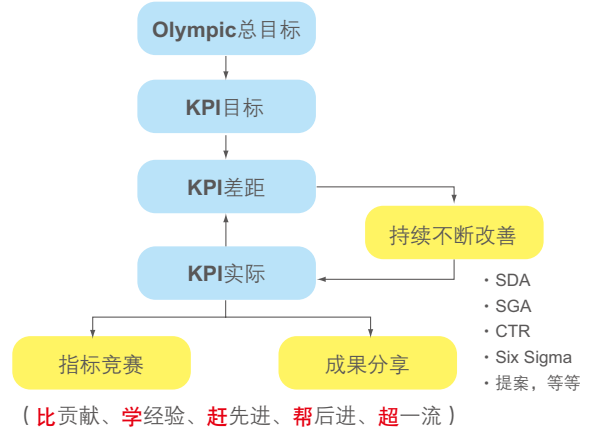 Olympic总目标
KPI目标
KPI差距
持续不断改善
KPI实际
・SDA
・SGA
・CTR
・Six Sigma
・提案，等等
指标竞赛
成果分享
（比贡献、学经验、赶先进、帮后进、超一流）